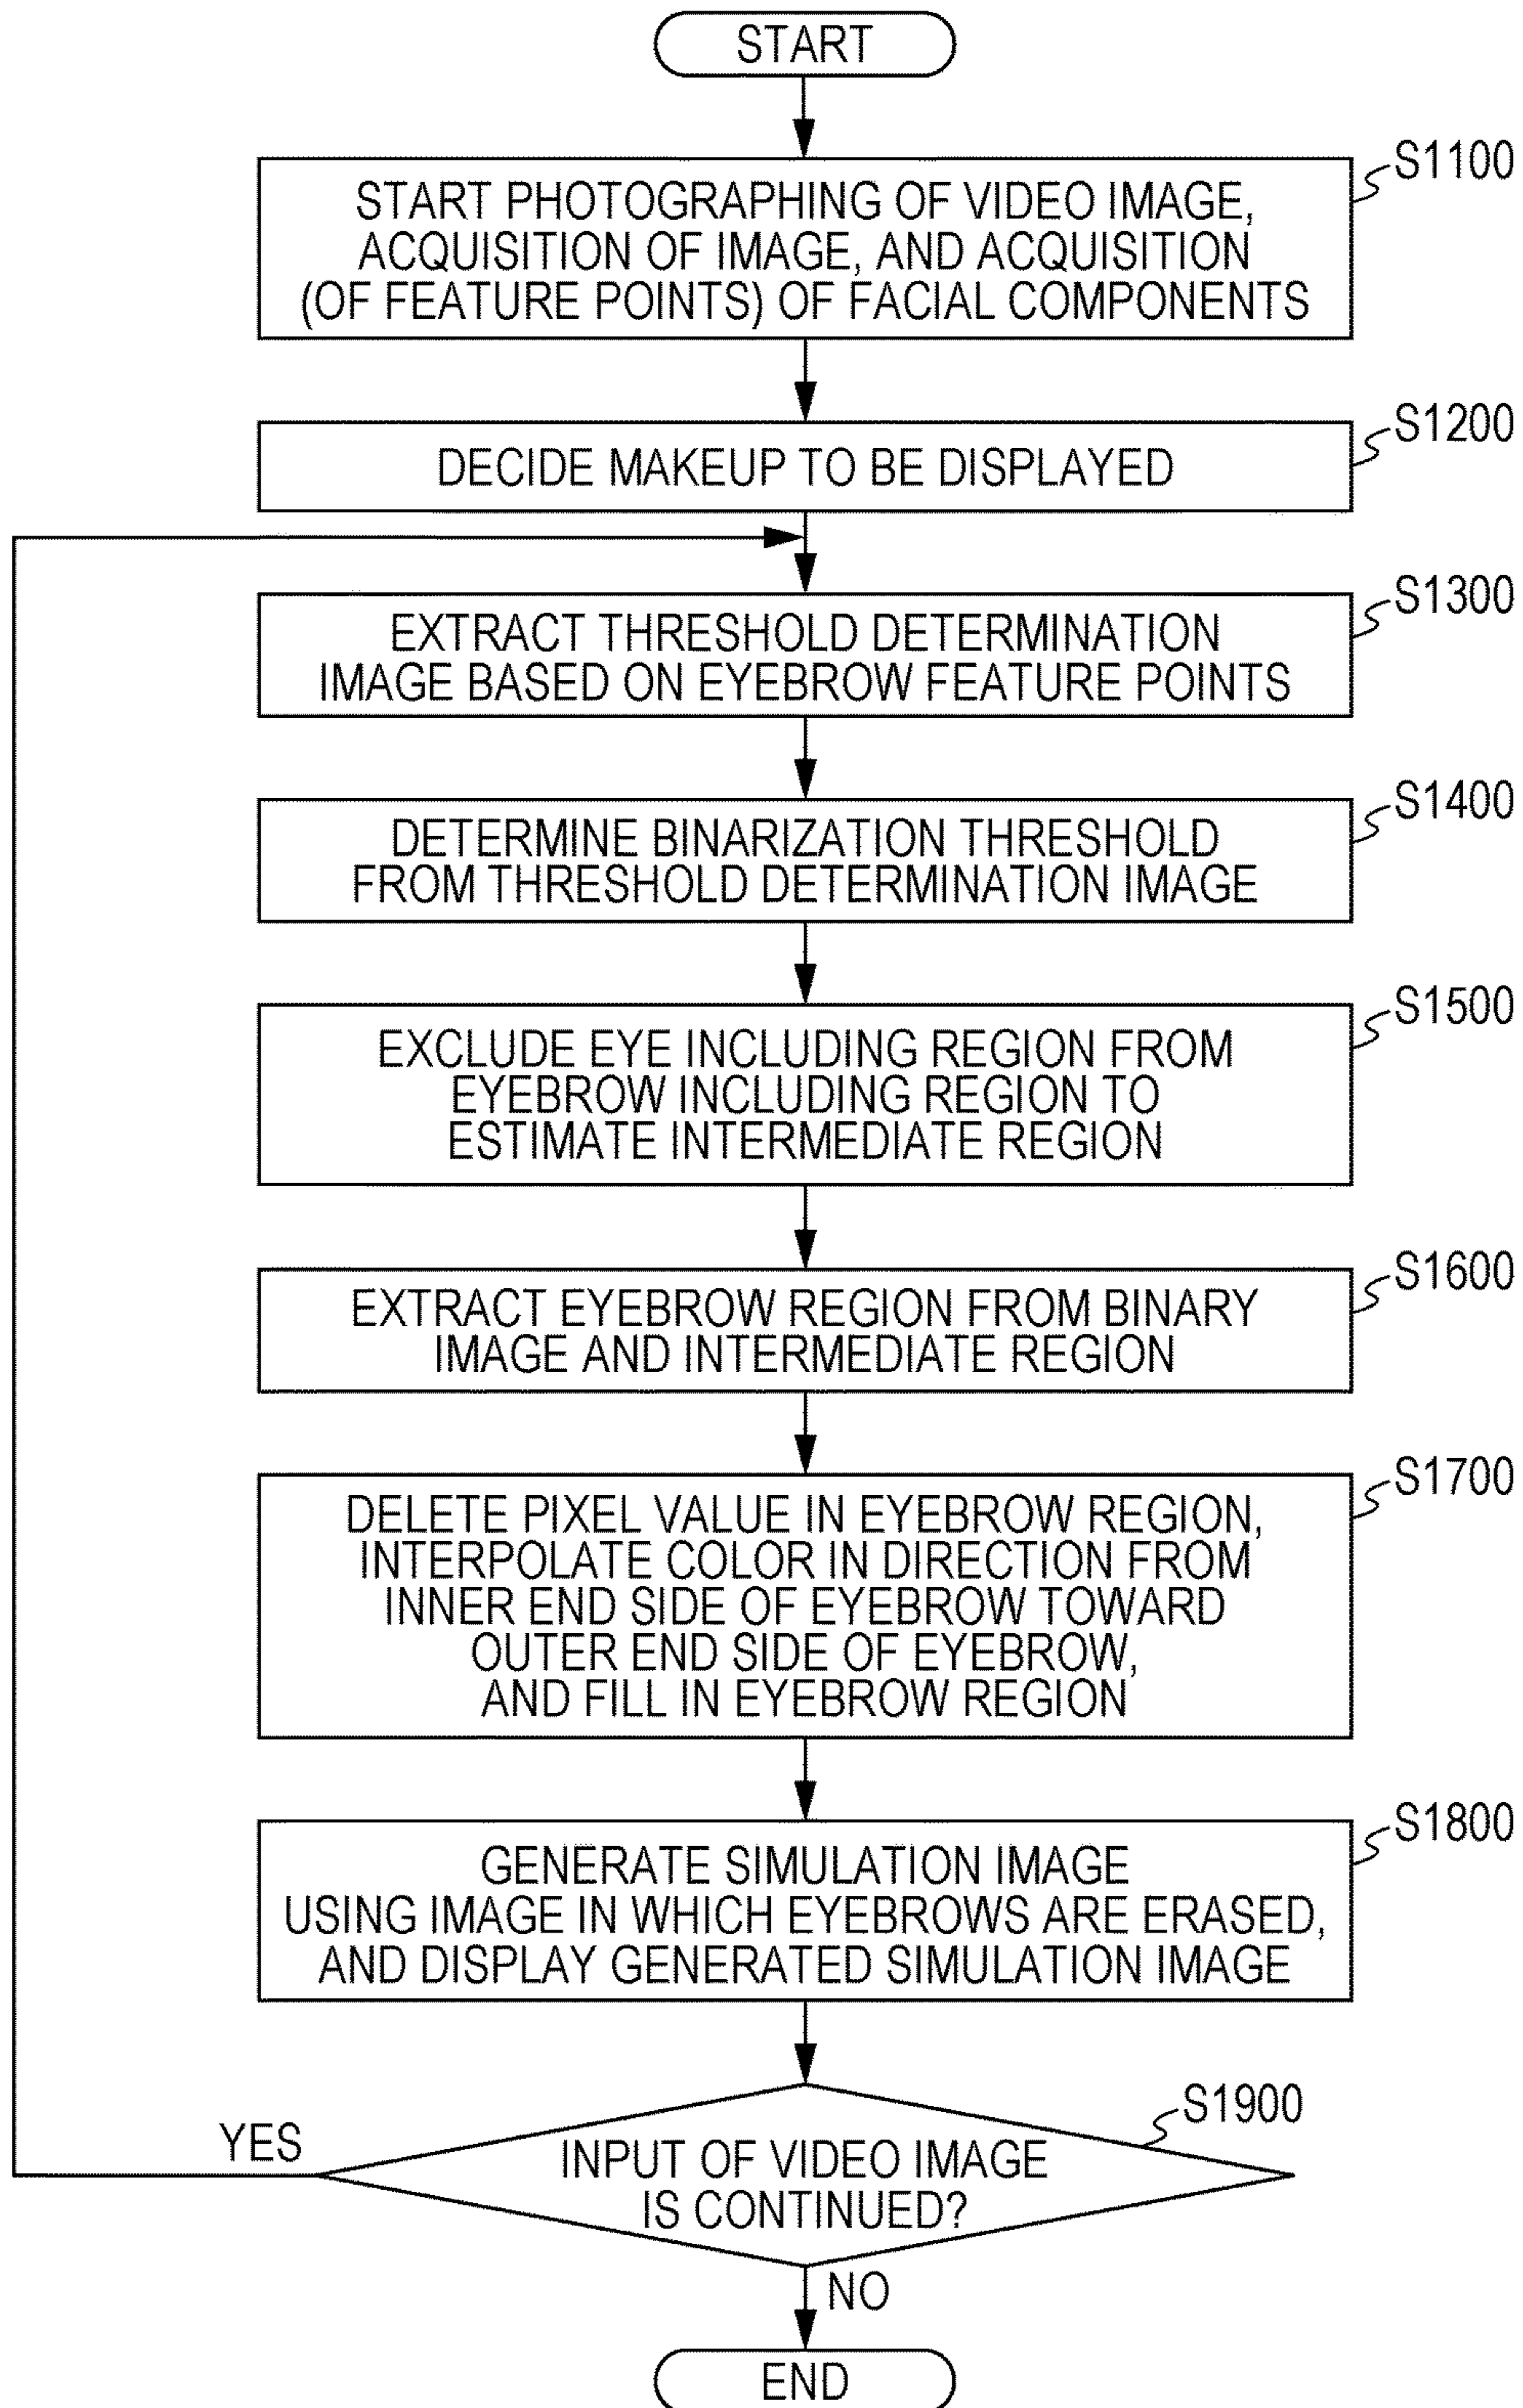 START
S1100
START PHOTOGRAPHING OF VIDEO IMAGE,
ACQUISITION OF IMAGE, AND ACQUISITION
(OF FEATURE POINTS) OF FACIAL COMPONENTS
S1200
DECIDE MAKEUP TO BE DISPLAYED
S1300
EXTRACT THRESHOLD DETERMINATION
IMAGE BASED ON EYEBROW FEATURE POINTS
S1400
DETERMINE BINARIZATION THRESHOLD
FROM THRESHOLD DETERMINATION IMAGE
S1500
EXCLUDE EYE INCLUDING REGION FROM
EYEBROW INCLUDING REGION TO
ESTIMATE INTERMEDIATE REGION
S1600
EXTRACT EYEBROW REGION FROM BINARY
IMAGE AND INTERMEDIATE REGION
S1700
DELETE PIXEL VALUE IN EYEBROW REGION,
INTERPOLATE COLOR IN DIRECTION FROM
INNER END SIDE OF EYEBROW TOWARD
OUTER END SIDE OF EYEBROW,
AND FILL IN EYEBROW REGION
S1800
GENERATE SIMULATION IMAGE
USING IMAGE IN WHICH EYEBROWS ARE ERASED,
AND DISPLAY GENERATED SIMULATION IMAGE
S1900
YES
INPUT OF VIDEO IMAGE
IS CONTINUED?
NO
END